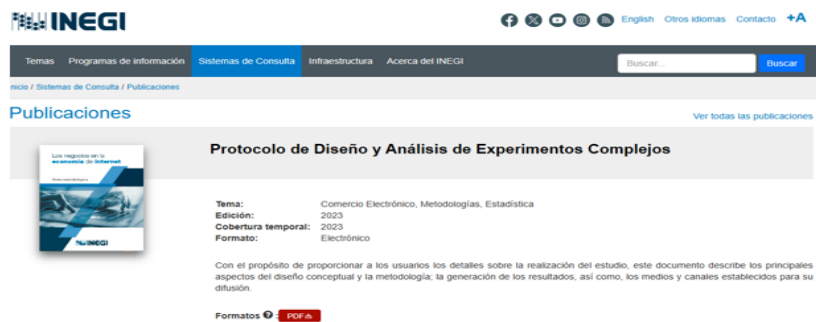 INEGI
English Otros idiomas Contacto +A
Temas Programas de información Sistemas de Consulta Infraestructura Acerca del INEGI Buscar... Buscar
nicio / Sistemas de Consulta / Publicaciones
Publicaciones
Ver todas las publicaciones
Los negocios en la
economía de Internet
INEGI
Protocolo de Diseño y Análisis de Experimentos Complejos
Tema: Comercio Electrónico, Metodologías, Estadística
Edición: 2023
Cobertura temporal: 2023
Formato: Electrónico
Con el propósito de proporcionar a los usuarios los detalles sobre la realización del estudio, este documento describe los principales
aspectos del diseño conceptual y la metodología; la generación de los resultados, así como, los medios y canales establecidos para su
difusión.
Formatos ? : PDF